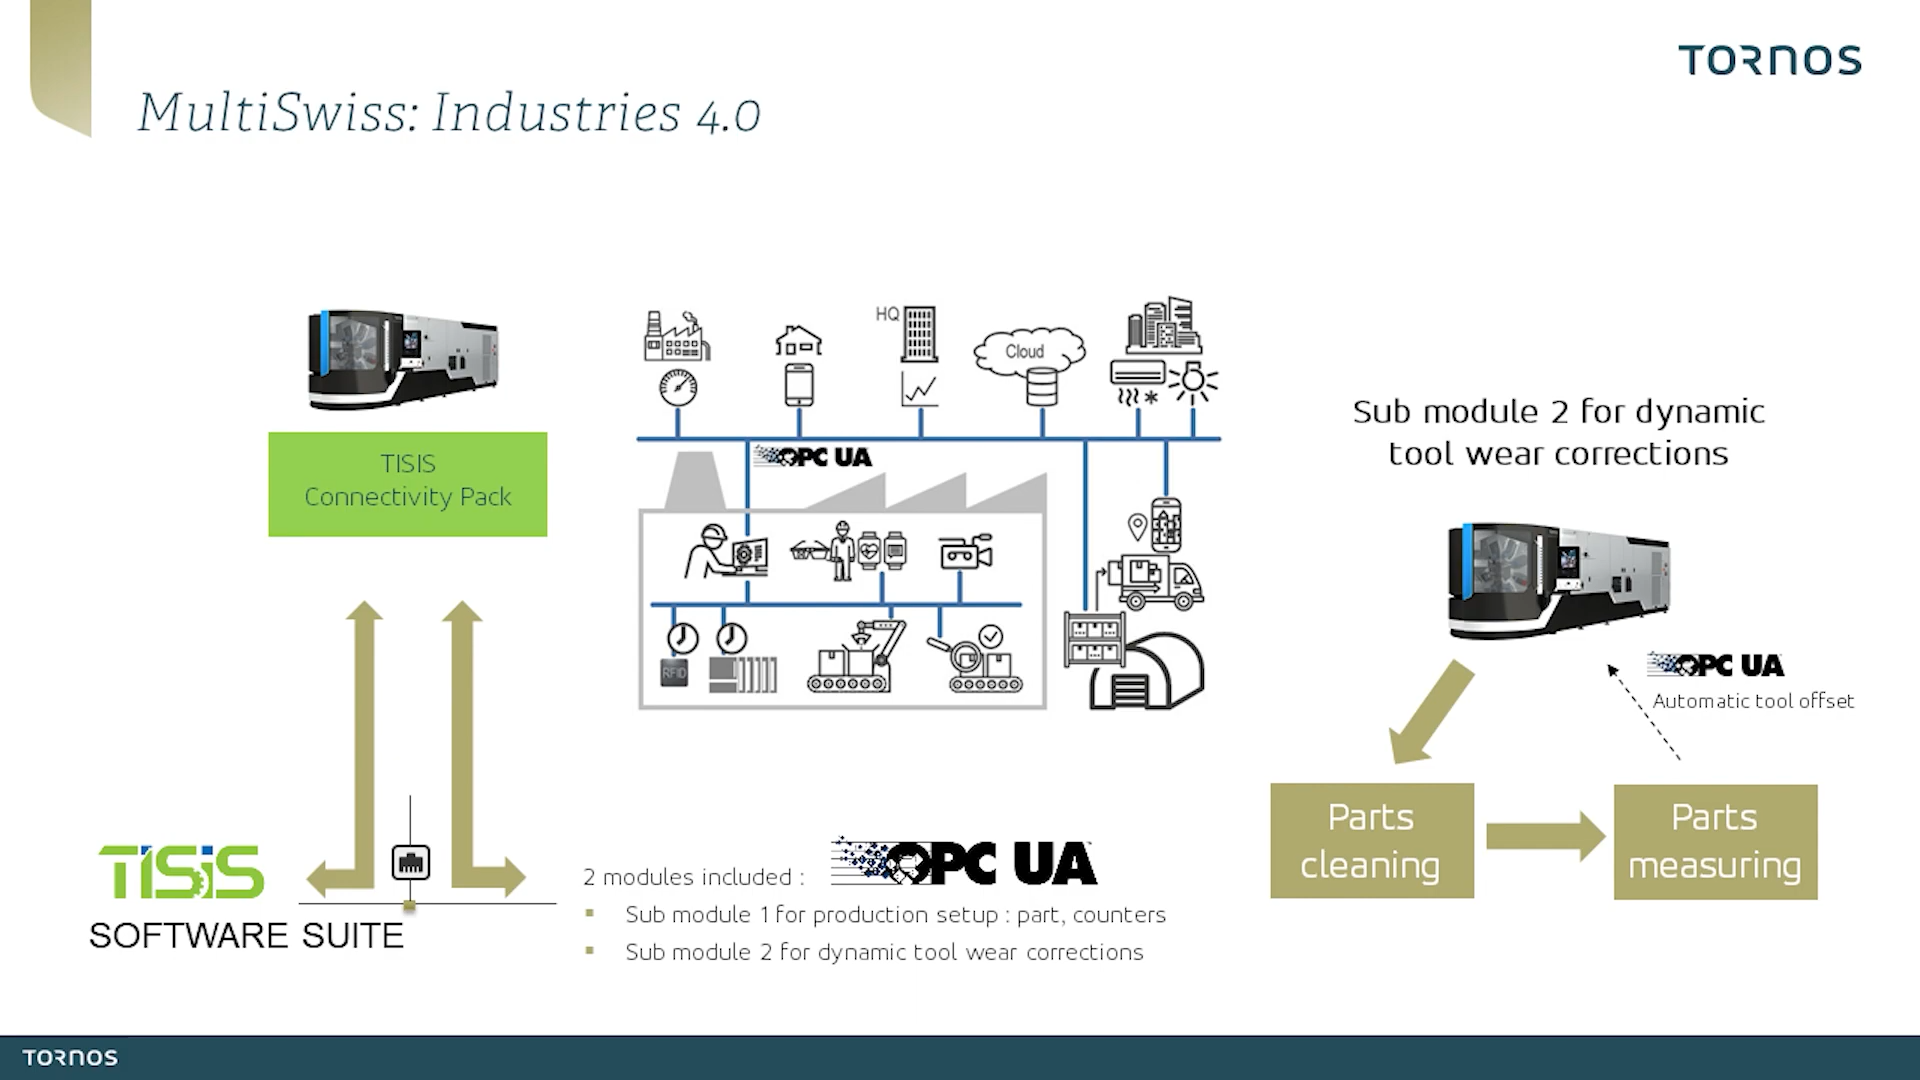 TORNOS
MultiSwiss: Industries 4.0
TISIS
Connectivity Pack
HQ
Cloud
OPC UA
RFID
Sub module 2 for dynamic
tool wear corrections
OPC UA
Automatic tool offset
Parts
cleaning
Parts
measuring
TISIS
SOFTWARE SUITE
2 modules included :
OPC UA
▪ Sub module 1 for production setup : part, counters
▪ Sub module 2 for dynamic tool wear corrections
TORNOS